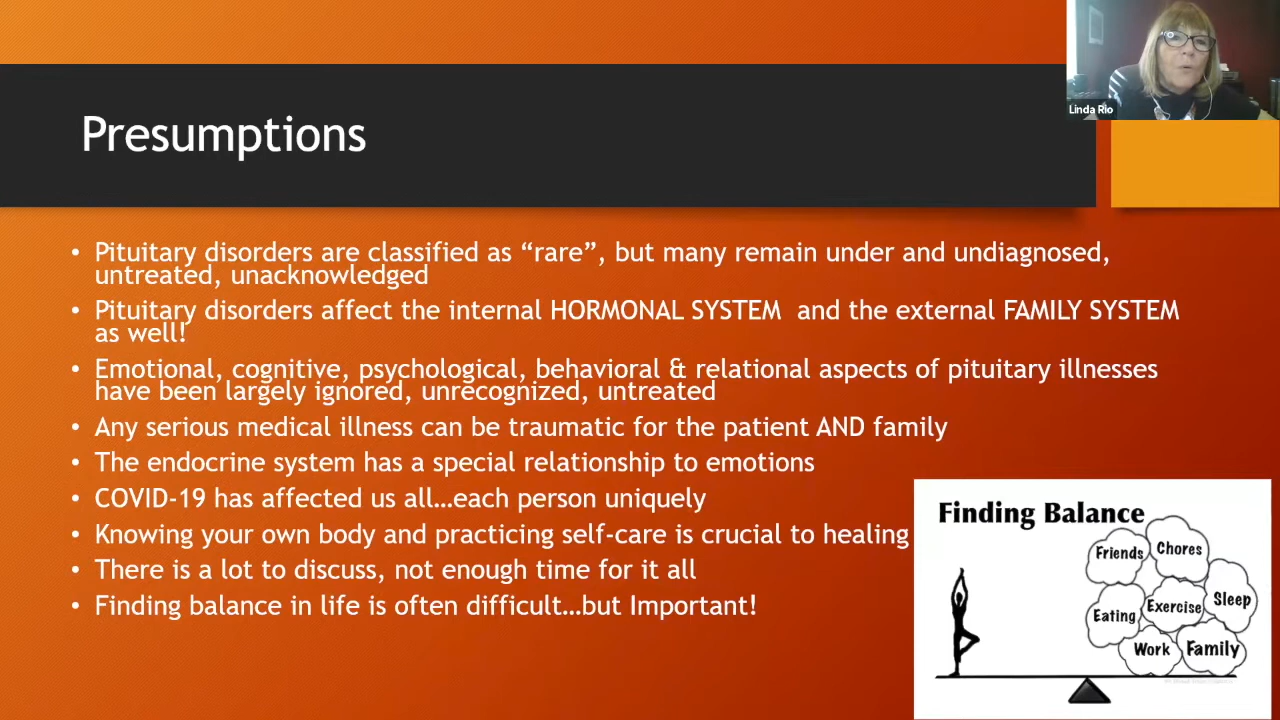 Linda Rio
Presumptions
• Pituitary disorders are classified as “rare”, but many remain under and undiagnosed,
untreated, unacknowledged
• Pituitary disorders affect the internal HORMONAL SYSTEM and the external FAMILY SYSTEM
as well!
• Emotional, cognitive, psychological, behavioral & relational aspects of pituitary illnesses
have been largely ignored, unrecognized, untreated
• Any serious medical illness can be traumatic for the patient AND family
• The endocrine system has a special relationship to emotions
• COVID-19 has affected us all…each person uniquely
• Knowing your own body and practicing self-care is crucial to healing
• There is a lot to discuss, not enough time for it all
• Finding balance in life is often difficult…but Important!
Finding Balance
Friends
Chores
Eating
Exercise
Sleep
Work
Family